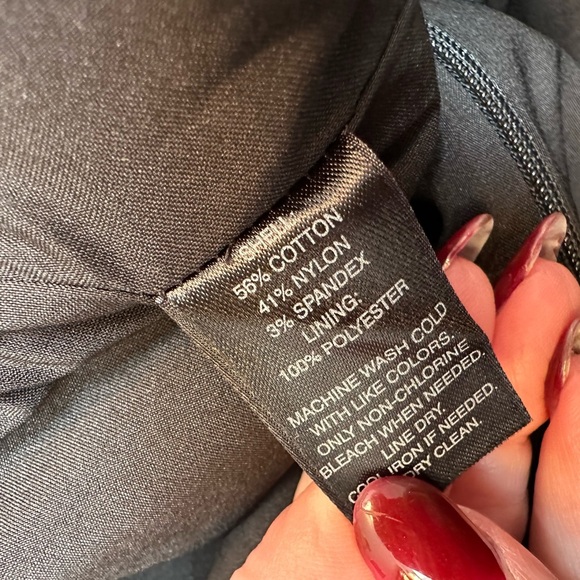 SHELL
56% COTTON
41% NYLON
3% SPANDEX
LINING:
100% POLYESTER
MACHINE WASH COLD
WITH LIKE COLORS.
ONLY NON-CHLORINE
BLEACH WHEN NEEDED.
LINE DRY.
COOL IRON IF NEEDED.
DRY CLEAN.